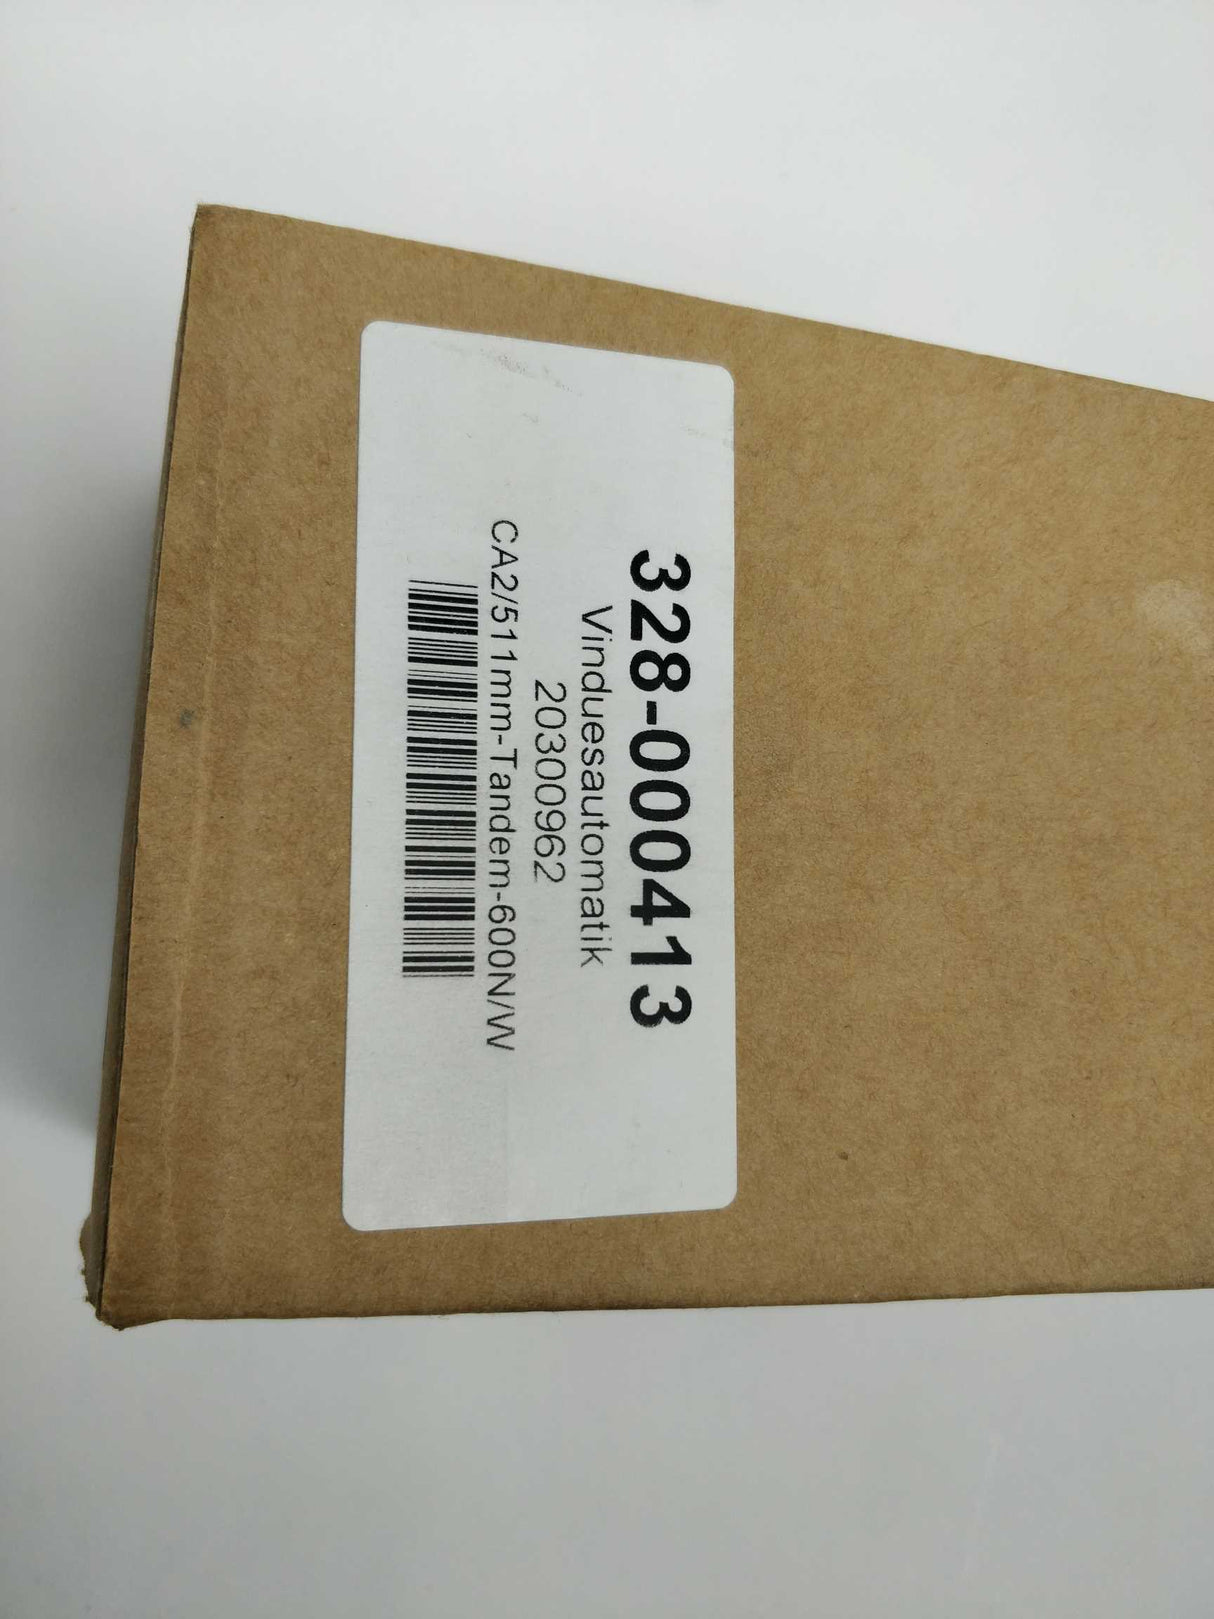 328-000413
Vinduesautomatik
20300962
CA2/511mm-Tandem-600N/W